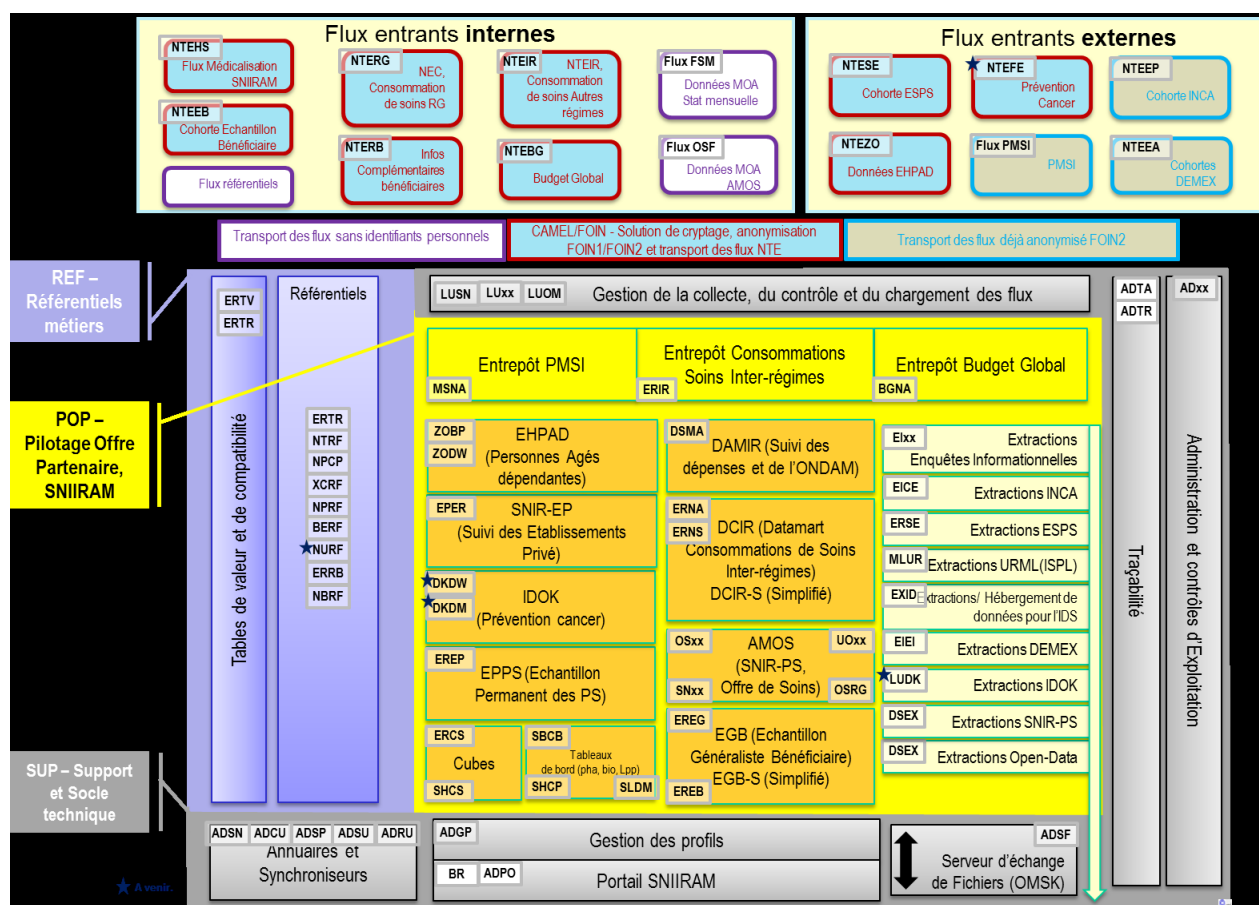 Flux entrants internes
NTEHS
Flux Médicalisation
SNIIRAM
NTERG
NEC,
Consommation
de soins RG
NTEIR
NTEIR,
Consommation
de soins Autres
régimes
Flux FSM
Données MOA
Stat mensuelle
NTEEB
Cohorte Echantillon
Bénéficiaire
NTERB
Infos
Complémentaires
bénéficiaires
NTEBG
Budget Global
Flux OSF
Données MOA
AMOS
Flux référentiels
Flux entrants externes
NTESE
Cohorte ESPS
NTEFE
Prévention
Cancer
NTEEP
Cohorte INCA
NTEZO
Données EHPAD
Flux PMSI
PMSI
NTEEA
Cohortes
DEMEX
Transport des flux sans identifiants personnels
CAMEL/FOIN - Solution de cryptage, anonymisation
FOIN1/FOIN2 et transport des flux NTE
Transport des flux déjà anonymisé FOIN2
REF –
Référentiels
métiers
POP –
Pilotage Offre
Partenaire,
SNIIRAM
SUP – Support
et Socle
technique
ERTV
ERTR
Tables de valeur et de compatibilité
Référentiels
ERTR
NTRF
NPCP
XCRF
NPRF
BERF
NURF
ERRB
NBRF
LUSN
LUxx
LUOM
Gestion de la collecte, du contrôle et du chargement des flux
Entrepôt PMSI
MSNA
Entrepôt Consommations
Soins Inter-régimes
ERIR
Entrepôt Budget Global
BGNA
ZOBP
ZODW
EHPAD
(Personnes Agés
dépendantes)
EPER
SNIR-EP
(Suivi des Etablissements
Privé)
DKDW
DKDM
IDOK
(Prévention cancer)
EREP
EPPS (Echantillon
Permanent des PS)
ERCS
Cubes
SHCS
SBCB
Tableaux
de bord (pha, bio, Lpp)
SHCP
SLDM
DSMA
DAMIR (Suivi des
dépenses et de l'ONDAM)
ERNA
ERNS
DCIR (Datamart
Consommations de Soins
Inter-régimes)
DCIR-S (Simplifié)
OSxx
UOxx
AMOS
(SNIR-PS,
Offre de Soins)
SNxx
OSRG
EREG
EGB (Echantillon
Généraliste Bénéficiaire)
EGB-S (Simplifié)
EREB
EIxx
Extractions
Enquêtes Informationnelles
EICE
Extractions INCA
ERSE
Extractions ESPS
MLUR
Extractions URML(ISPL)
EXID
Extractions/ Hébergement de
données pour l'IDS
EIEI
Extractions DEMEX
LUDK
Extractions IDOK
DSEX
Extractions SNIR-PS
DSEX
Extractions Open-Data
ADTA
ADTR
Traçabilité
ADxx
Administration et contrôles d'Exploitation
ADSN
ADCU
ADSP
ADSU
ADRU
Annuaires et
Synchroniseurs
ADGP
Gestion des profils
BR
ADPO
Portail SNIIRAM
ADSF
Serveur d'échange
de Fichiers (OMSK)
A venir.